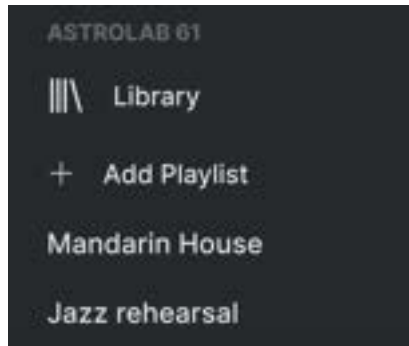 ASTROLAB 61
Library
Add Playlist
Mandarin House
Jazz rehearsal